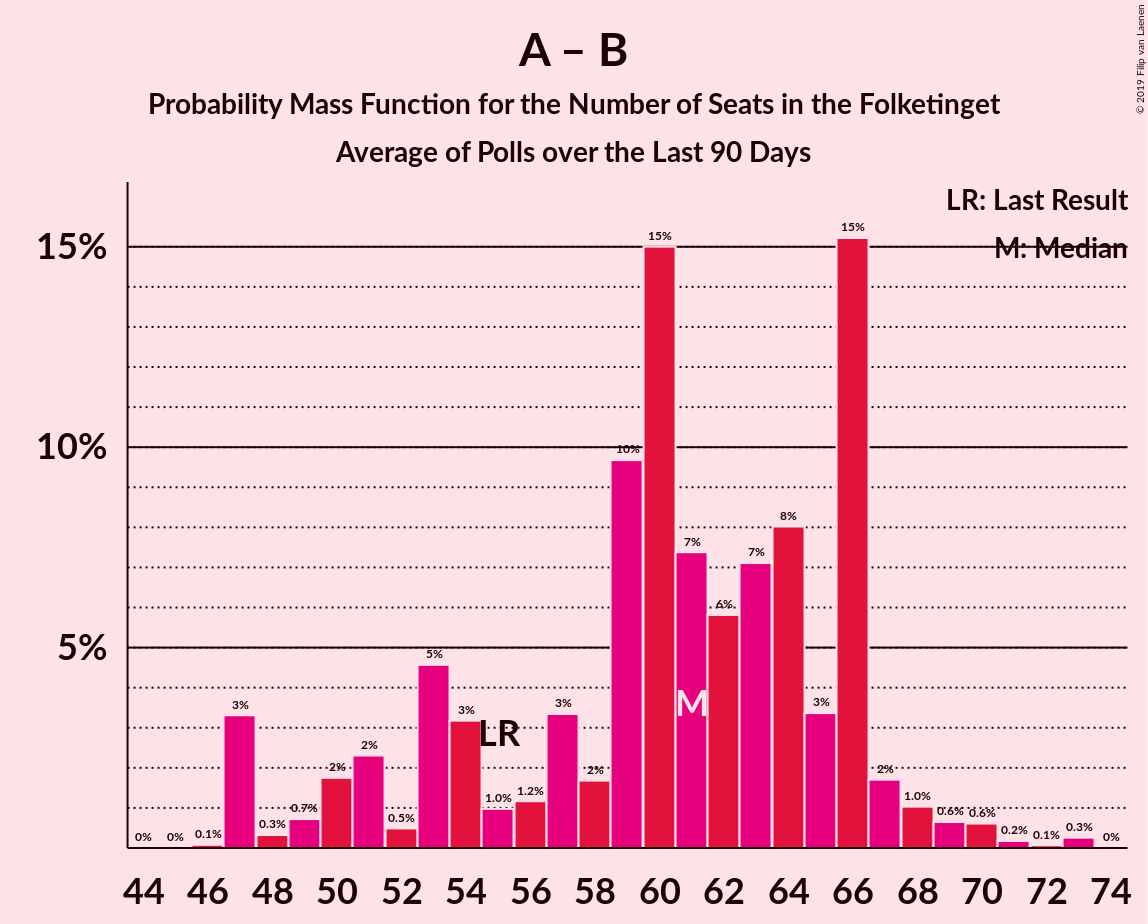 A – B
Probability Mass Function for the Number of Seats in the Folketinget
Average of Polls over the Last 90 Days
© 2019 Filip van Laenen
LR: Last Result
M: Median
15%
10%
5%
0% 0% 0.1% 3% 0.3% 0.7% 2% 2% 0.5% 5% 3% 1.0% 1.2% 3% 2% 10% 15% 7% 6% 7% 8% 3% 15% 2% 1.0% 0.6% 0.6% 0.2% 0.1% 0.3% 0%
LR
M
44 46 48 50 52 54 56 58 60 62 64 66 68 70 72 74